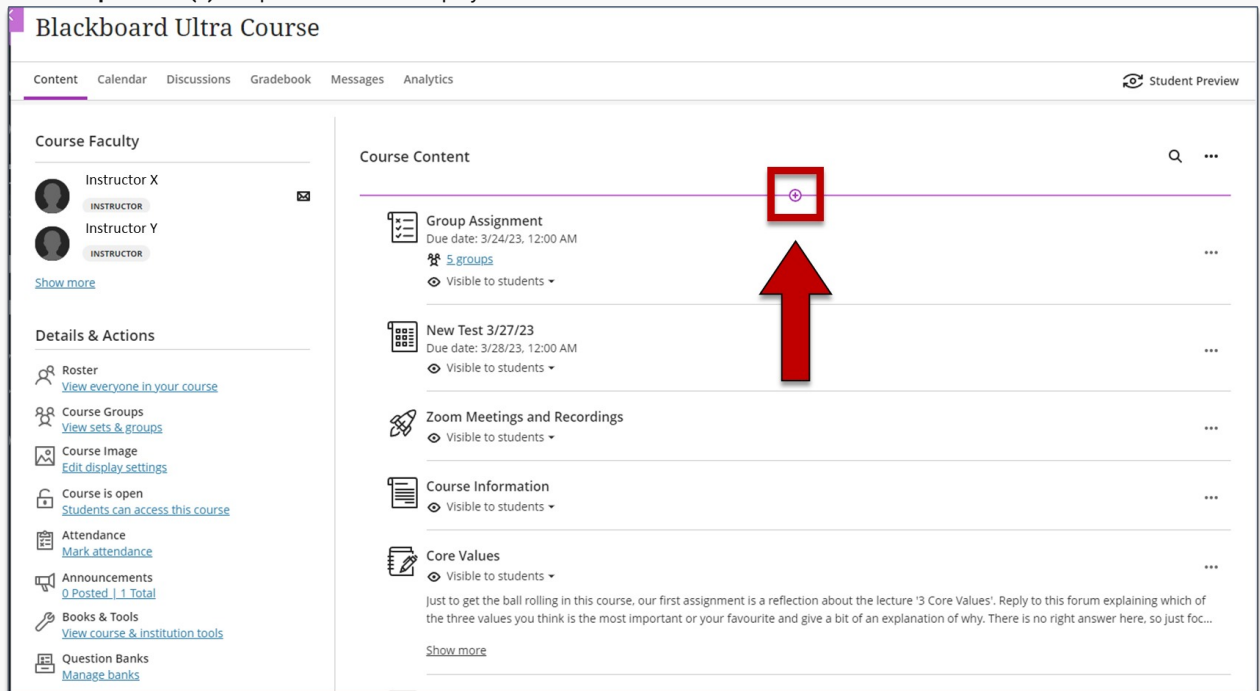 Blackboard Ultra Course
Content Calendar Discussions Gradebook Messages Analytics
Student Preview
Course Faculty
Instructor X
INSTRUCTOR
Instructor Y
INSTRUCTOR
Show more
Details & Actions
Roster
View everyone in your course
Course Groups
View sets & groups
Course Image
Edit display settings
Course is open
Students can access this course
Attendance
Mark attendance
Announcements
0 Posted | 1 Total
Books & Tools
View course & institution tools
Question Banks
Manage banks
Course Content
Group Assignment
Due date: 3/24/23, 12:00 AM
5 groups
Visible to students
New Test 3/27/23
Due date: 3/28/23, 12:00 AM
Visible to students
Zoom Meetings and Recordings
Visible to students
Course Information
Visible to students
Core Values
Visible to students
Just to get the ball rolling in this course, our first assignment is a reflection about the lecture '3 Core Values'. Reply to this forum explaining which of
the three values you think is the most important or your favourite and give a bit of an explanation of why. There is no right answer here, so just foc...
Show more